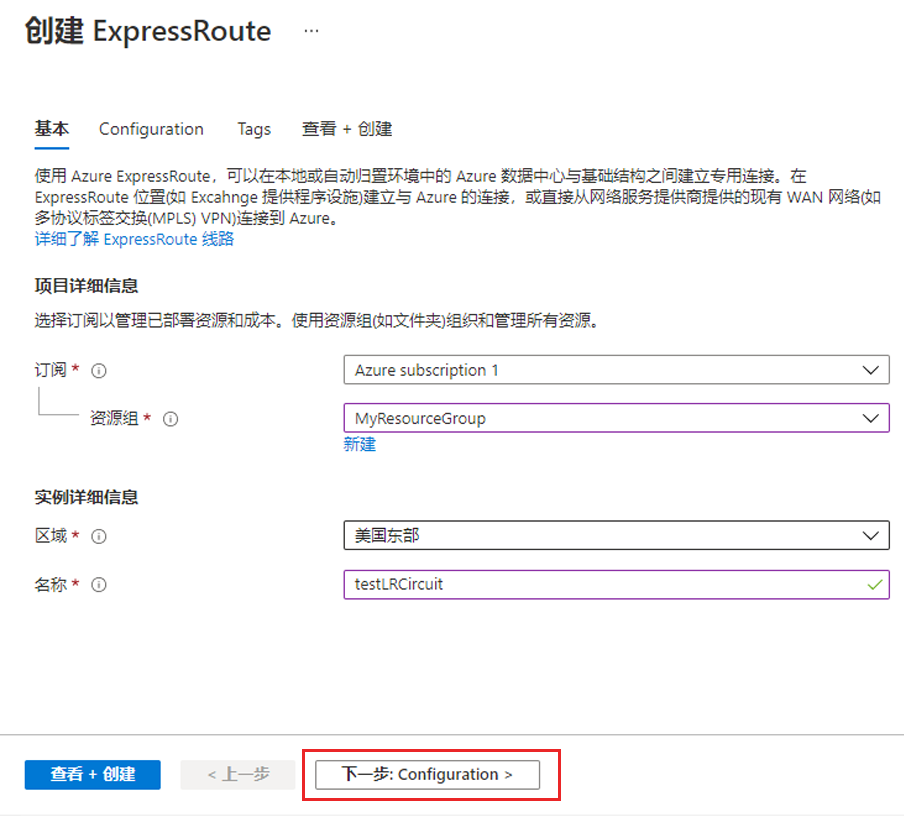 创建 ExpressRoute ...
基本 Configuration Tags 查看 + 创建
使用 Azure ExpressRoute，可以在本地或自动归置环境中的 Azure 数据中心与基础结构之间建立专用连接。在
ExpressRoute 位置(如 Excahnge 提供程序设施)建立与 Azure 的连接，或直接从网络服务提供商提供的现有 WAN 网络(如
多协议标签交换(MPLS) VPN)连接到 Azure。
详细了解 ExpressRoute 线路
项目详细信息
选择订阅以管理已部署资源和成本。使用资源组(如文件夹)组织和管理所有资源。
订阅 * Azure subscription 1
资源组 * MyResourceGroup
新建
实例详细信息
区域 * 美国东部
名称 * testLRCircuit
查看 + 创建 < 上一步 下一步: Configuration >